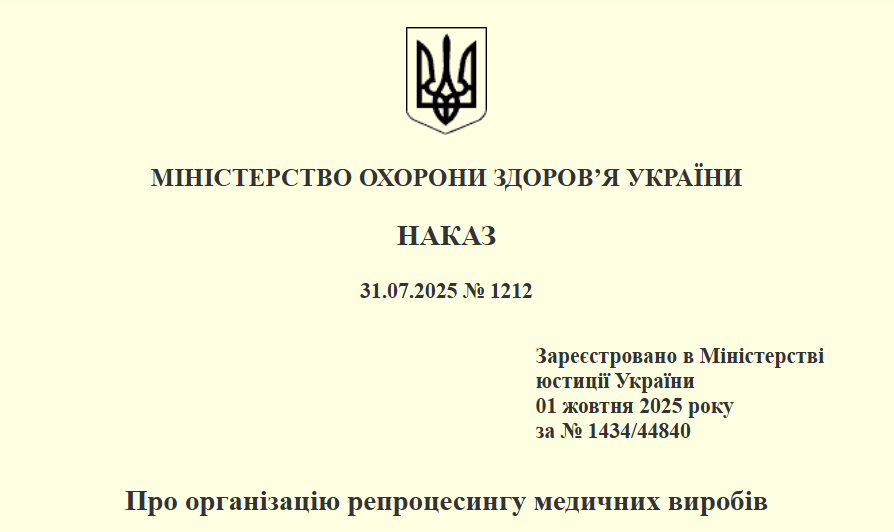 МІНІСТЕРСТВО ОХОРОНИ ЗДОРОВ’Я УКРАЇНИ
НАКАЗ
31.07.2025 № 1212
Зареєстровано в Міністерстві
юстиції України
01 жовтня 2025 року
за № 1434/44840
Про організацію репроцесингу медичних виробів